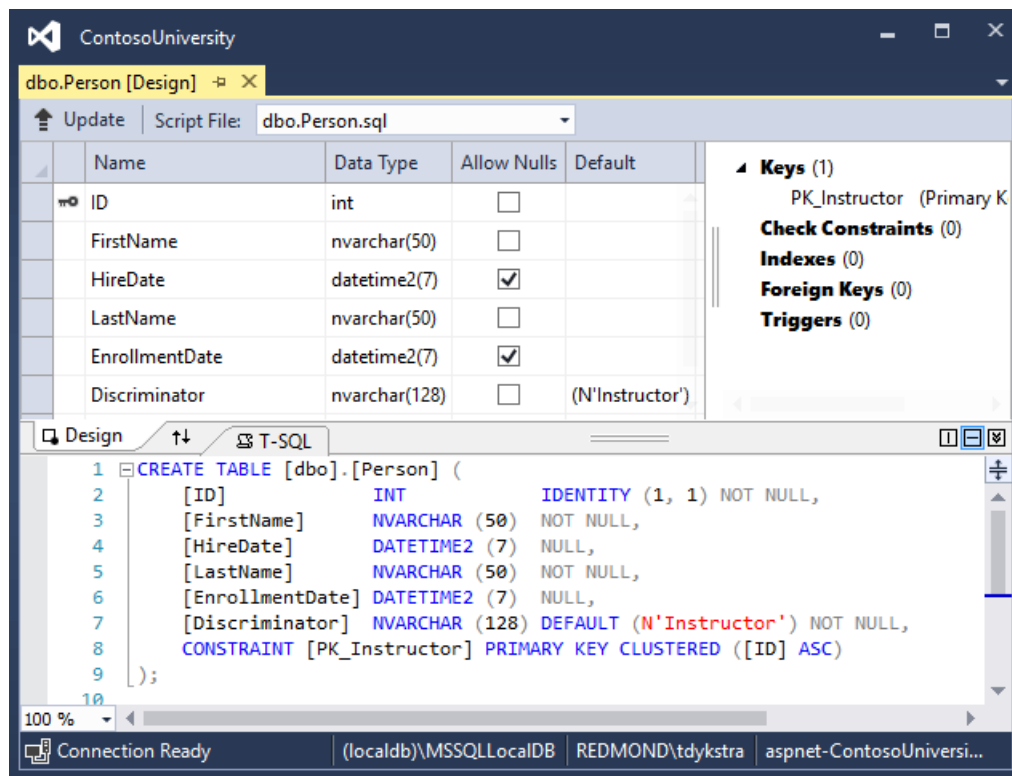 ContosoUniversity
dbo.Person [Design]
Update Script File: dbo.Person.sql
Name Data Type Allow Nulls Default
ID int
FirstName nvarchar(50)
HireDate datetime2(7)
LastName nvarchar(50)
EnrollmentDate datetime2(7)
Discriminator nvarchar(128) (N'Instructor')
Keys (1)
PK_Instructor (Primary K
Check Constraints (0)
Indexes (0)
Foreign Keys (0)
Triggers (0)
Design T-SQL
1 CREATE TABLE [dbo].[Person] (
2 [ID] INT IDENTITY (1, 1) NOT NULL,
3 [FirstName] NVARCHAR (50) NOT NULL,
4 [HireDate] DATETIME2 (7) NULL,
5 [LastName] NVARCHAR (50) NOT NULL,
6 [EnrollmentDate] DATETIME2 (7) NULL,
7 [Discriminator] NVARCHAR (128) DEFAULT (N'Instructor') NOT NULL,
8 CONSTRAINT [PK_Instructor] PRIMARY KEY CLUSTERED ([ID] ASC)
9 );
10
100 %
Connection Ready (localdb)\MSSQLLocalDB REDMOND\tdykstra aspnet-ContosoUniversi...